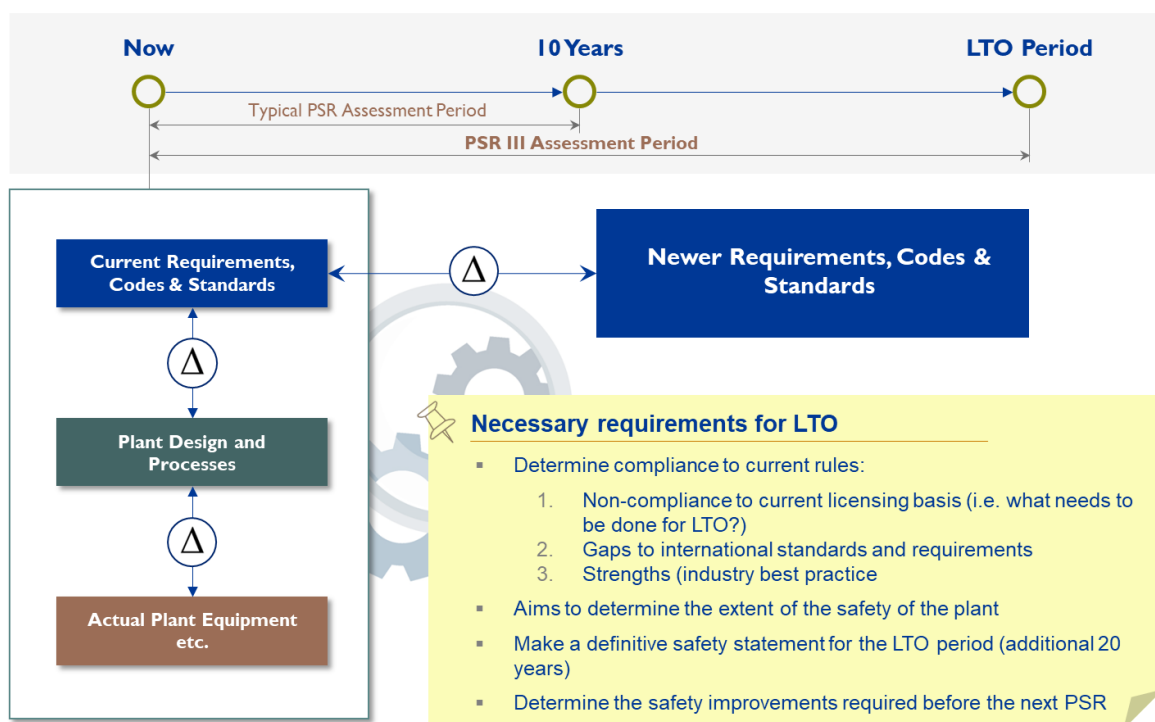 Now
10 Years
LTO Period
Typical PSR Assessment Period
PSR III Assessment Period
Current Requirements,
Codes & Standards
Δ
Newer Requirements, Codes &
Standards
Δ
Plant Design and
Processes
Δ
Actual Plant Equipment
etc.
Necessary requirements for LTO
▪ Determine compliance to current rules:
1. Non-compliance to current licensing basis (i.e. what needs to
be done for LTO?)
2. Gaps to international standards and requirements
3. Strengths (industry best practice
▪ Aims to determine the extent of the safety of the plant
▪ Make a definitive safety statement for the LTO period (additional 20
years)
▪ Determine the safety improvements required before the next PSR